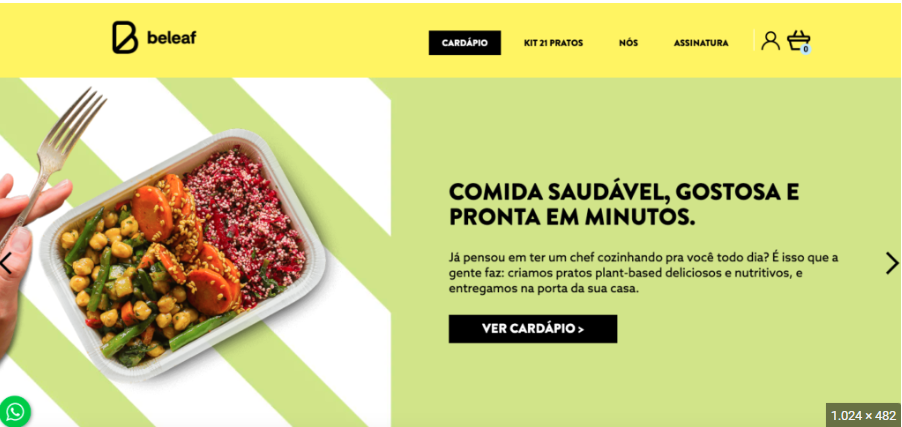 beleaf
CARDÁPIO
KIT 21 PRATOS
NÓS
ASSINATURA
0
COMIDA SAUDÁVEL, GOSTOSA E
PRONTA EM MINUTOS.
Já pensou em ter um chef cozinhando pra você todo dia? É isso que a
gente faz: criamos pratos plant-based deliciosos e nutritivos, e
entregamos na porta da sua casa.
VER CARDÁPIO >
1.024 × 482